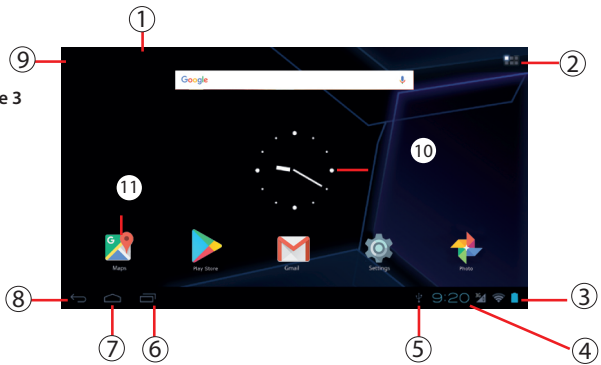 ①
⑨
②
Google
e 3
⑩
⑪
Maps
Play Store
Gmail
Settings
Photo
9:20
3G
⑧
③
⑦
⑥
⑤
④